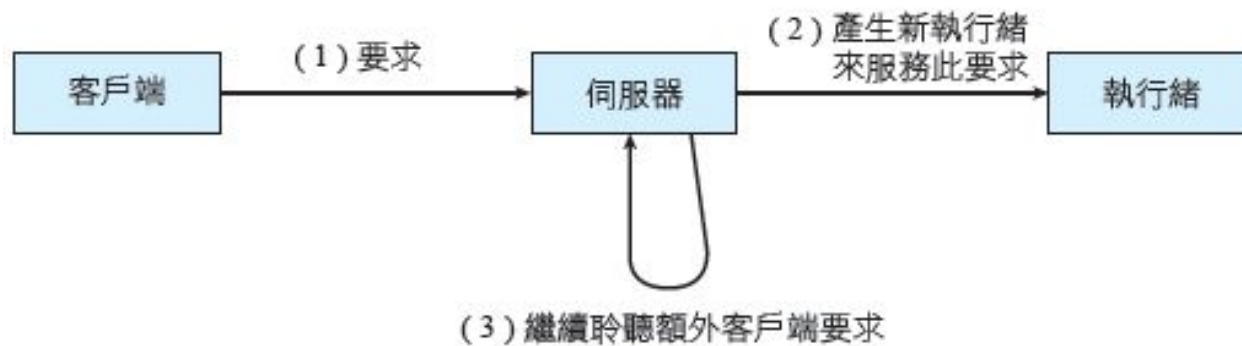 (1) 要求
(2) 產生新執行緒
來服務此要求
客戶端
伺服器
執行緒
(3) 繼續聆聽額外客戶端要求